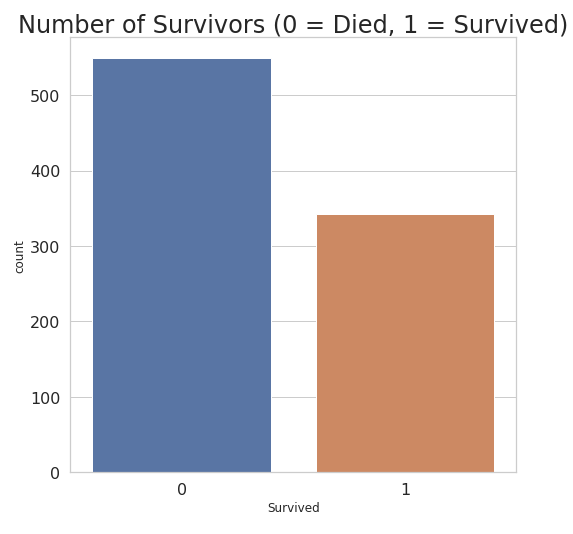 Number of Survivors (0 = Died, 1 = Survived)
500
400
300
200
100
0
count
0 1
Survived